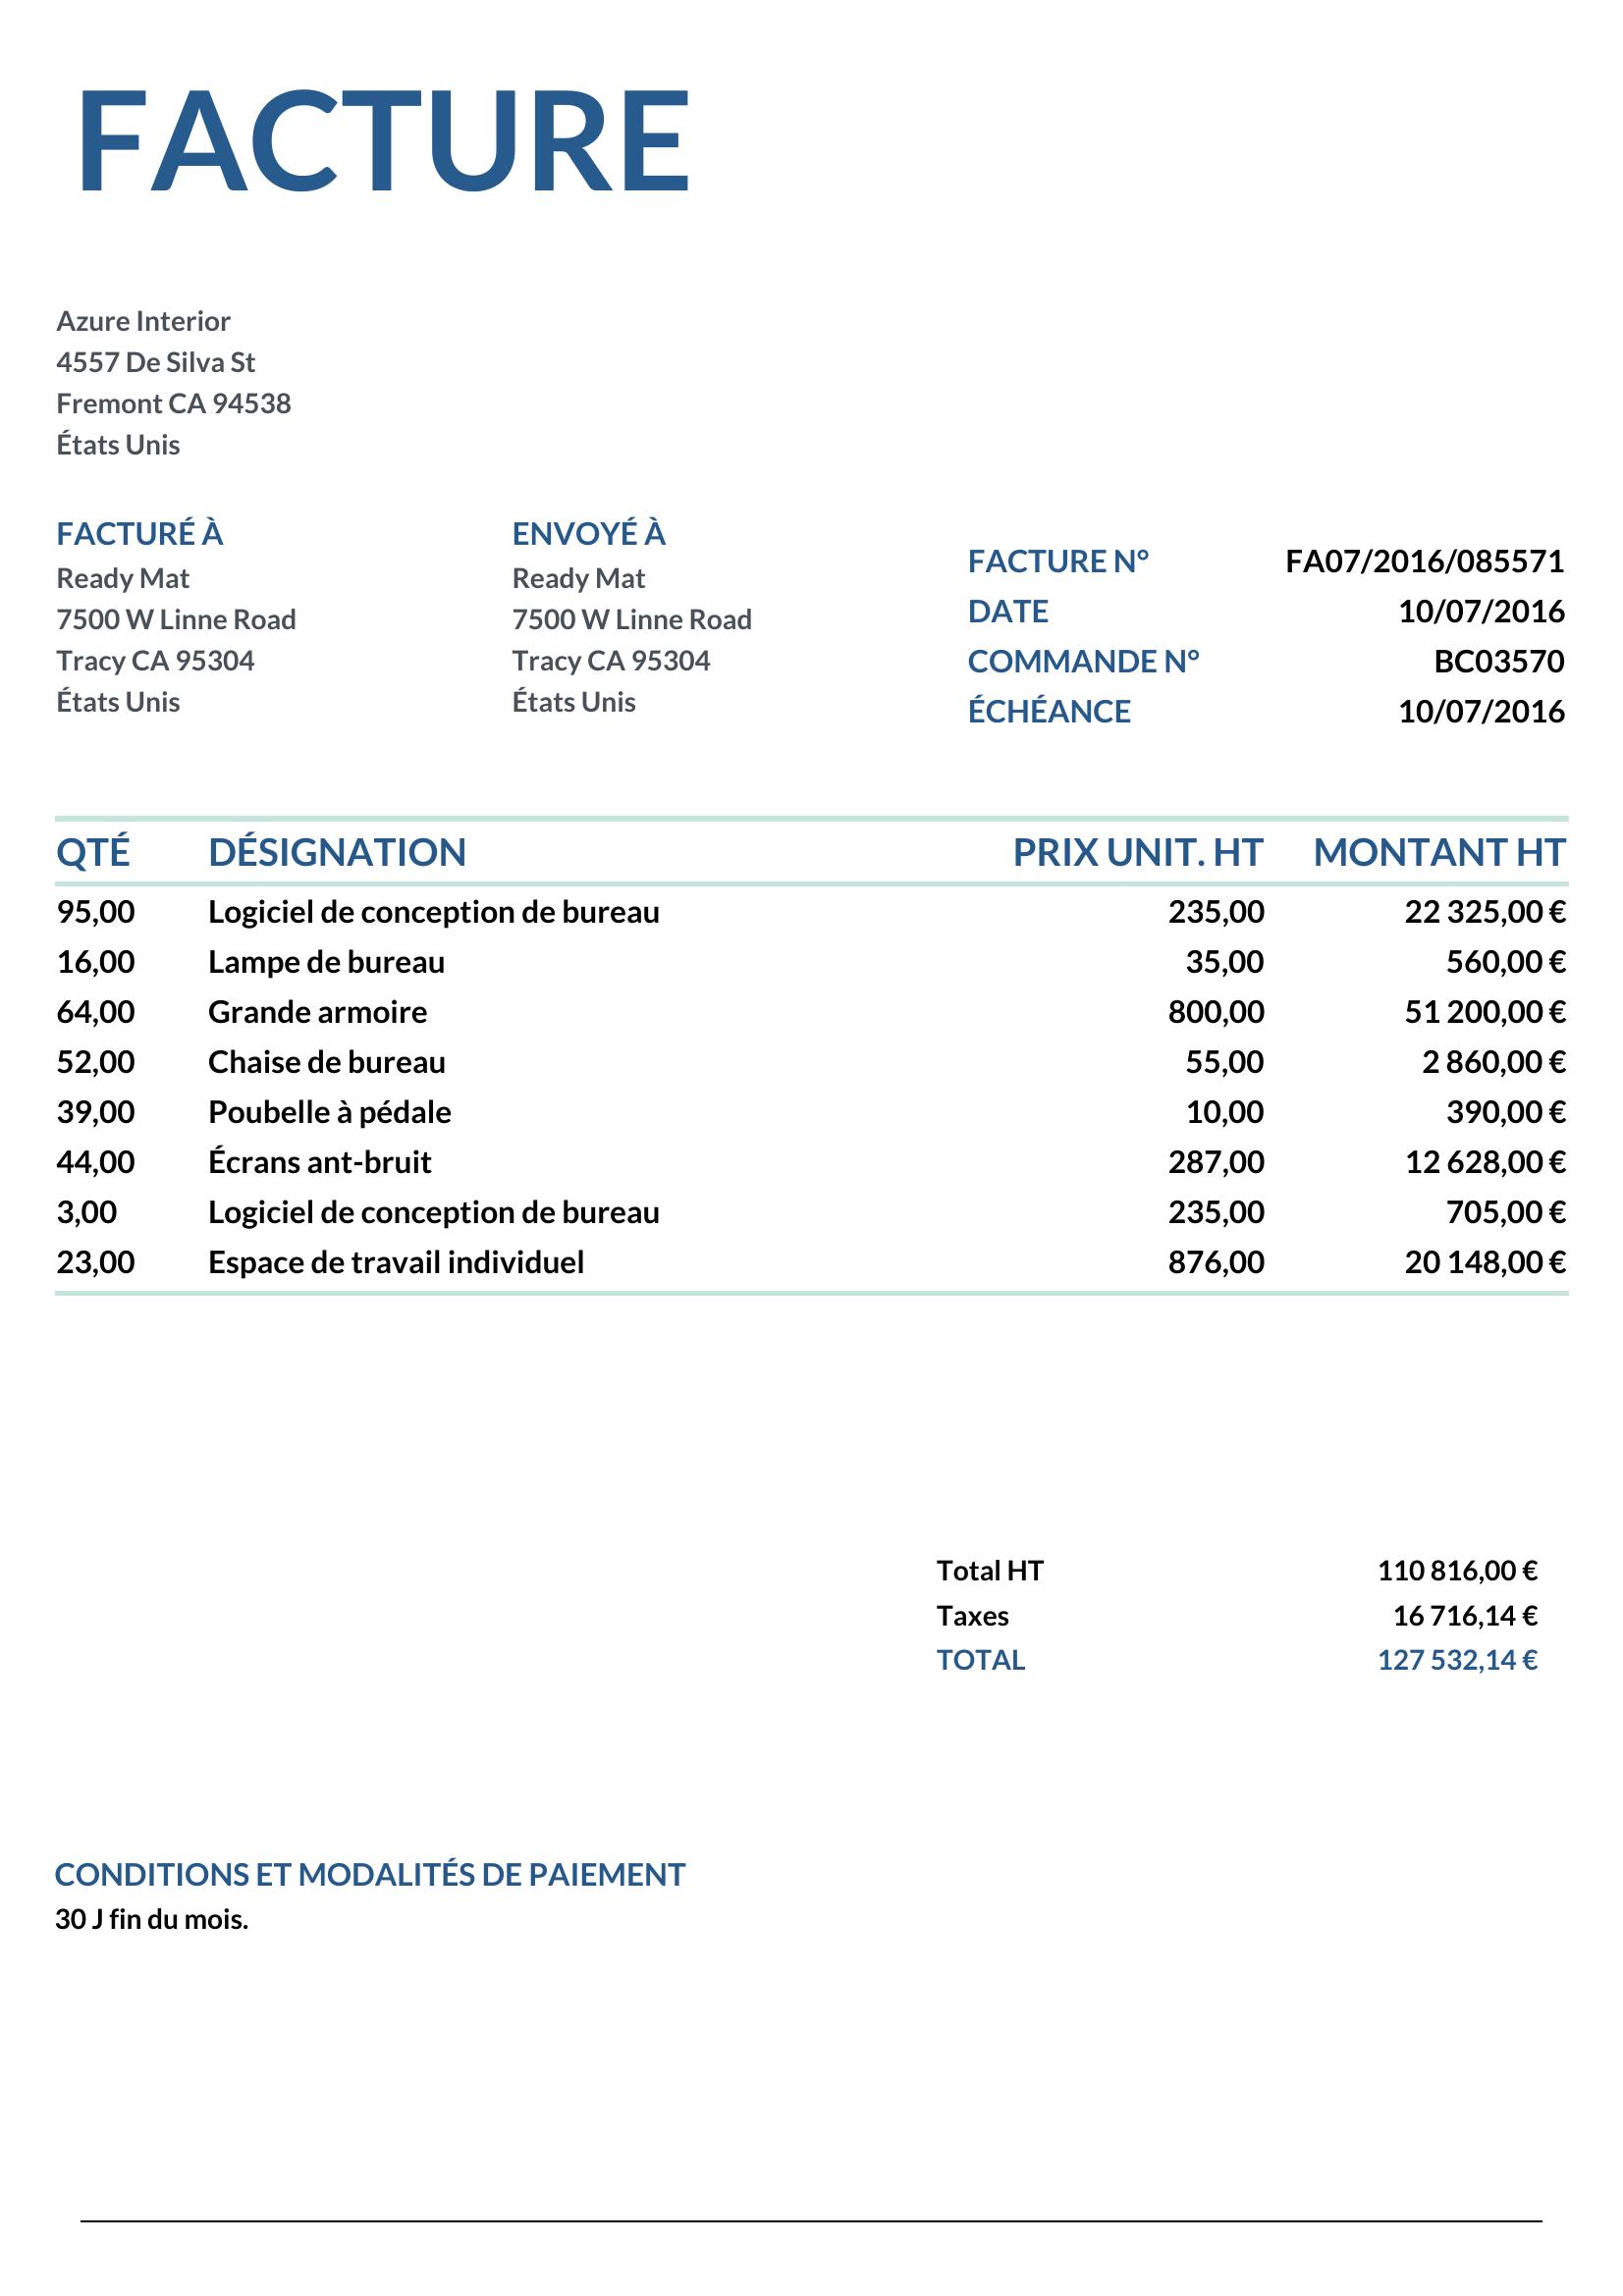 FACTURE
Azure Interior
4557 De Silva St
Fremont CA 94538
États Unis
FACTURÉ À
Ready Mat
7500 W Linne Road
Tracy CA 95304
États Unis
ENVOYÉ À
Ready Mat
7500 W Linne Road
Tracy CA 95304
États Unis
FACTURE N° FA07/2016/085571
DATE 10/07/2016
COMMANDE N° BC03570
ÉCHÉANCE 10/07/2016
QTÉ DÉSIGNATION PRIX UNIT. HT MONTANT HT
95,00 Logiciel de conception de bureau 235,00 22 325,00 €
16,00 Lampe de bureau 35,00 560,00 €
64,00 Grande armoire 800,00 51 200,00 €
52,00 Chaise de bureau 55,00 2 860,00 €
39,00 Poubelle à pédale 10,00 390,00 €
44,00 Écrans ant-bruit 287,00 12 628,00 €
3,00 Logiciel de conception de bureau 235,00 705,00 €
23,00 Espace de travail individuel 876,00 20 148,00 €
Total HT 110 816,00 €
Taxes 16 716,14 €
TOTAL 127 532,14 €
CONDITIONS ET MODALITÉS DE PAIEMENT
30 J fin du mois.